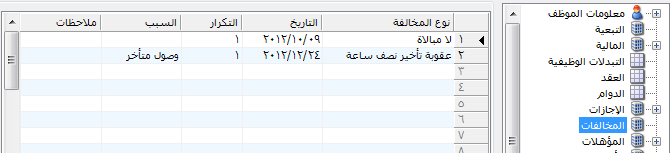 نوع المخالفة التاريخ التكرار السبب ملاحظات
١ لا مبالاة ٢٠١٢/١٠/٠٩ ١
٢ عقوبة تأخير نصف ساعة ٢٠١٢/١٢/٢٤ ١ وصول متأخر
٣
٤
٥
٦
٧
٨
معلومات الموظف
التبعية
المالية
التبدلات الوظيفية
العقد
الدوام
الإجازات
المخالفات
المؤهلات